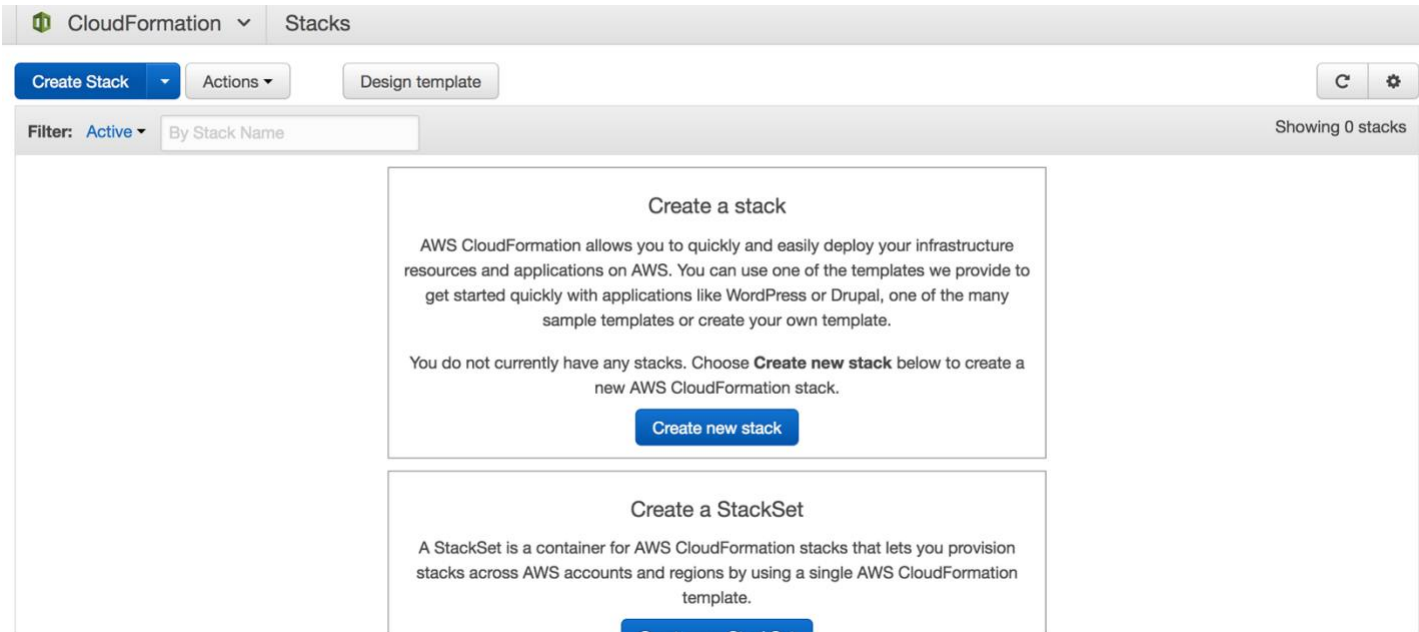 CloudFormation Stacks
Create Stack Actions Design template
Filter: Active By Stack Name Showing 0 stacks
Create a stack
AWS CloudFormation allows you to quickly and easily deploy your infrastructure
resources and applications on AWS. You can use one of the templates we provide to
get started quickly with applications like WordPress or Drupal, one of the many
sample templates or create your own template.
You do not currently have any stacks. Choose Create new stack below to create a
new AWS CloudFormation stack.
Create new stack
Create a StackSet
A StackSet is a container for AWS CloudFormation stacks that lets you provision
stacks across AWS accounts and regions by using a single AWS CloudFormation
template.